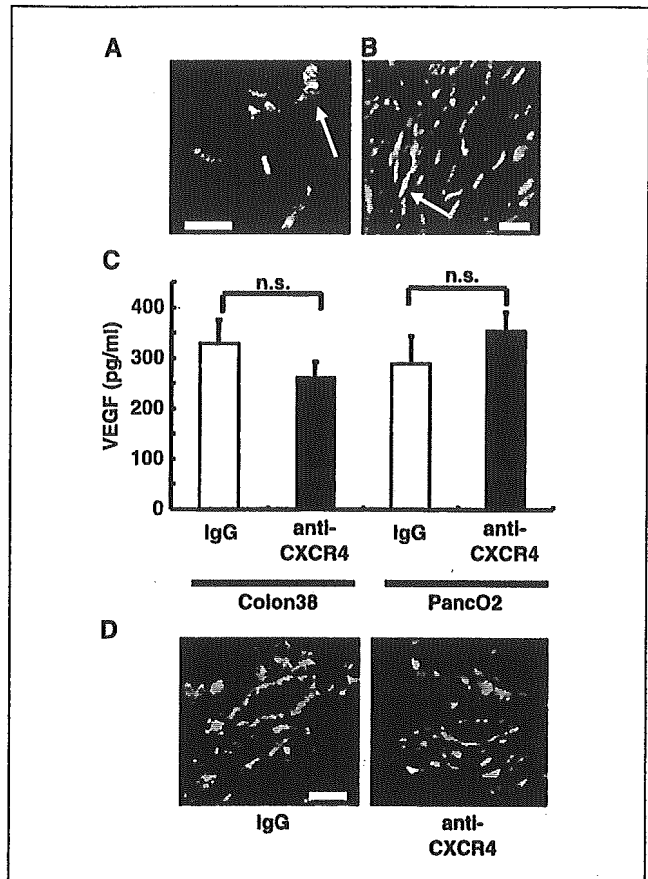 A B
C
n.s. n.s.
400
300
200
100
0
VEGF (pg/ml)
IgG anti-CXCR4 IgG anti-CXCR4
Colon38 PancO2
D
IgG anti-CXCR4